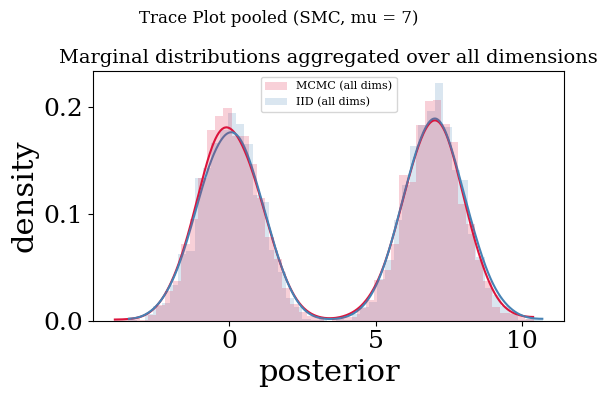 Trace Plot pooled (SMC, mu = 7)
Marginal distributions aggregated over all dimensions
MCMC (all dims)
IID (all dims)
density
0.2
0.1
0.0
0
5
10
posterior